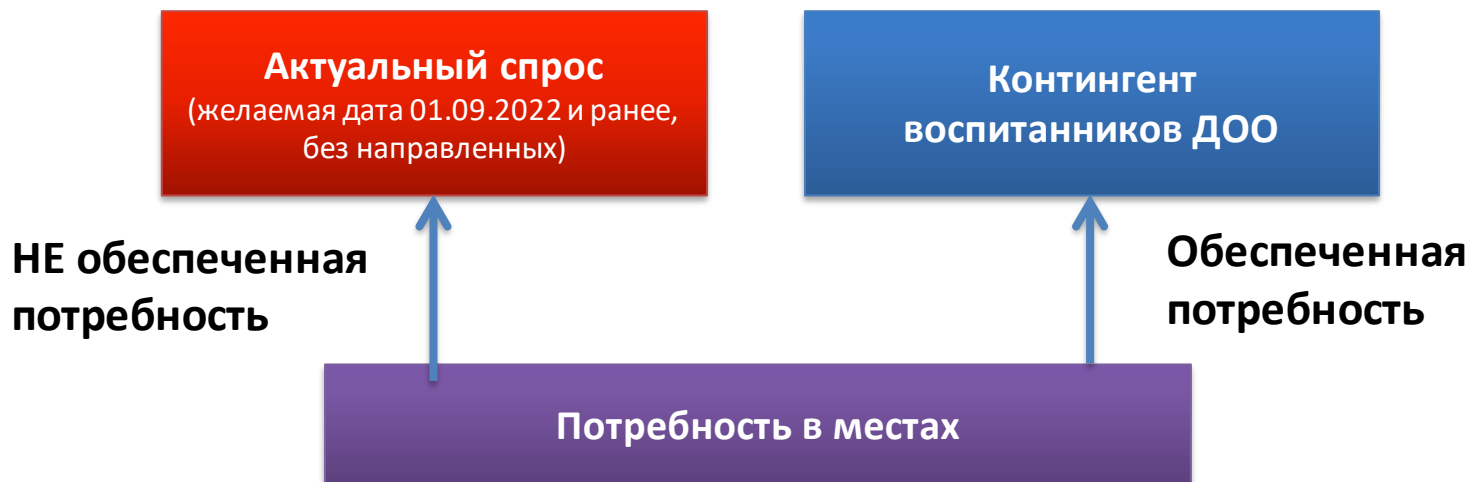 Актуальный спрос
(желаемая дата 01.09.2022 и ранее,
без направленных)
Контингент
воспитанников ДОО
НЕ обеспеченная
потребность
Обеспеченная
потребность
Потребность в местах